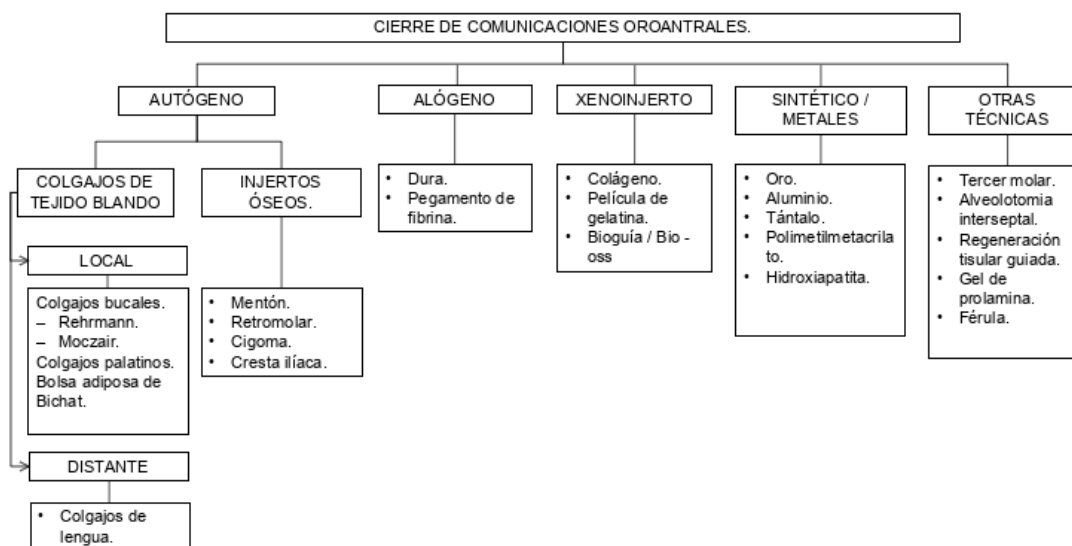 CIERRE DE COMUNICACIONES OROANTRALES.
AUTÓGENO
ALÓGENO
XENOINJERTO
SINTÉTICO /
METALES
OTRAS
TÉCNICAS
COLGAJOS DE
TEJIDO BLANDO
INJERTOS
ÓSEOS.
• Dura.
• Pegamento de
fibrina.
• Colágeno.
• Película de
gelatina.
• Bioguía / Bio -
oss
• Oro.
• Aluminio.
• Tántalo.
• Polimetilmetacrila
to.
• Hidroxiapatita.
• Tercer molar.
• Alveolotomia
interseptal.
• Regeneración
tisular guiada.
• Gel de
prolamina.
• Férula.
LOCAL
Colgajos bucales.
– Rehrmann.
– Moczair.
Colgajos palatinos.
Bolsa adiposa de
Bichat.
• Mentón.
• Retromolar.
• Cigoma.
• Cresta ilíaca.
DISTANTE
• Colgajos de
lengua.